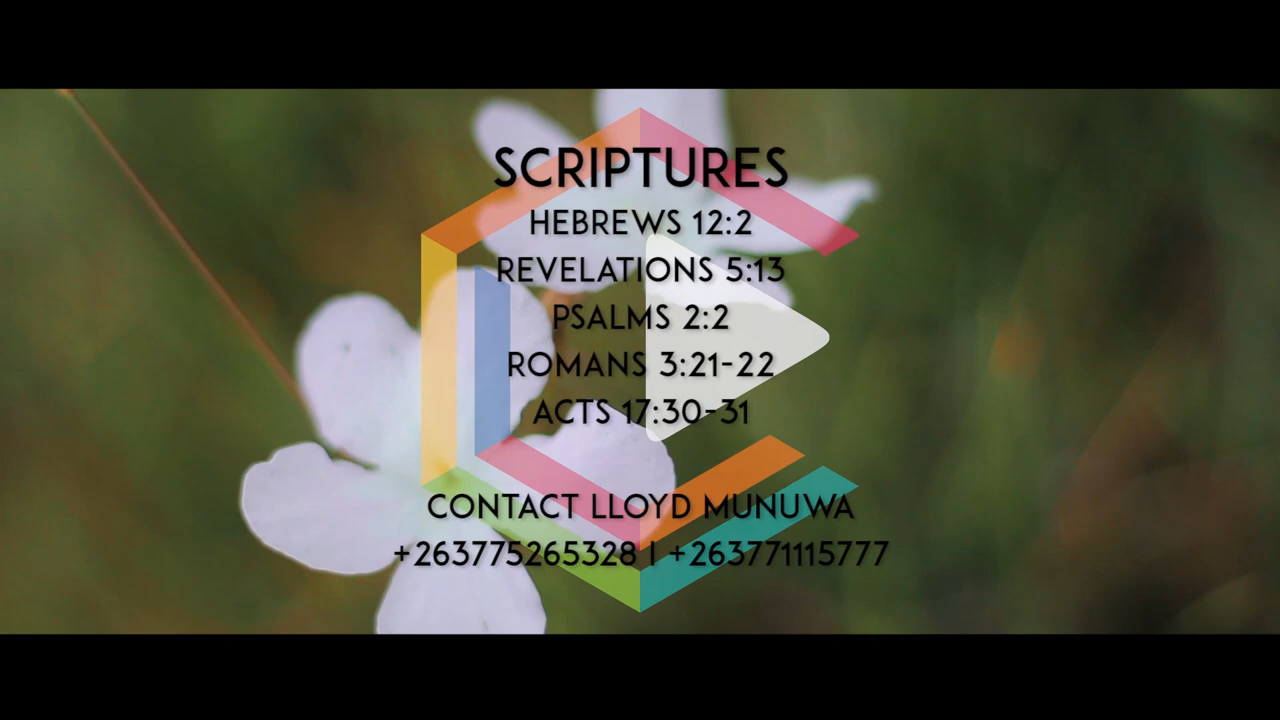 SCRIPTURES
HEBREWS 12:2
REVELATIONS 5:13
PSALMS 2:2
ROMANS 3:21-22
ACTS 17:30-31
CONTACT LLOYD MUNUWA
+263775265328 | +263771115777